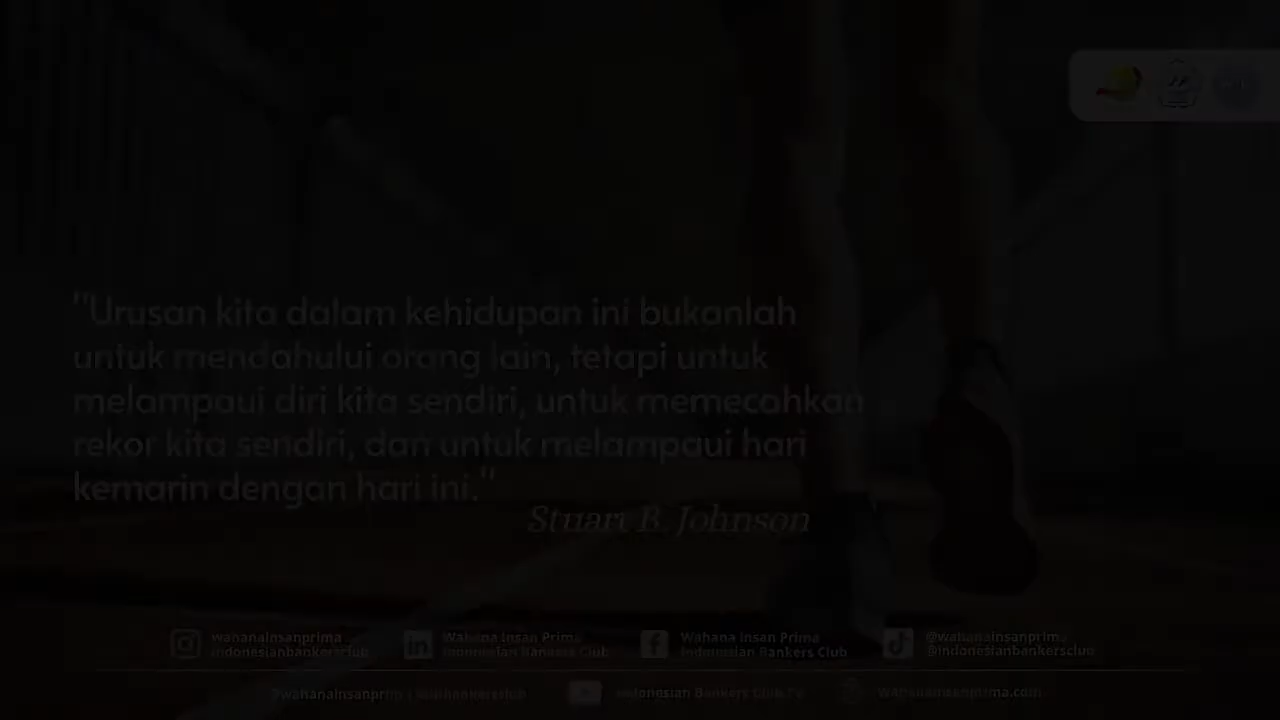 "Urusan kita dalam kehidupan ini bukanlah
untuk mendahului orang lain, tetapi untuk
melampaui diri kita sendiri, untuk memecahkan
rekor kita sendiri, dan untuk melampaui hari
kemarin dengan hari ini."
Stuart B. Johnson
wahanainsanprima
indonesianbankersclub
Wahana Insan Prima
Indonesian Bankers Club
Wahana Insan Prima
Indonesian Bankers Club
@wahanainsanprima
@indonesianbankersclub
Indonesian Bankers Club TV
wahanainsanprima.com